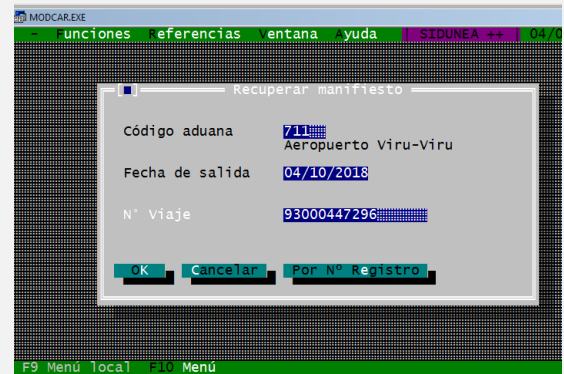 MODCAR.EXE
- Funciones Referencias Ventana Ayuda SIDUNEA ++ 04/0
Recuperar manifiesto
Código aduana 711
Aeropuerto Viru-Viru
Fecha de salida 04/10/2018
N° Viaje 93000447296
OK Cancelar Por Nº Registro
F9 Menú local F10 Menú